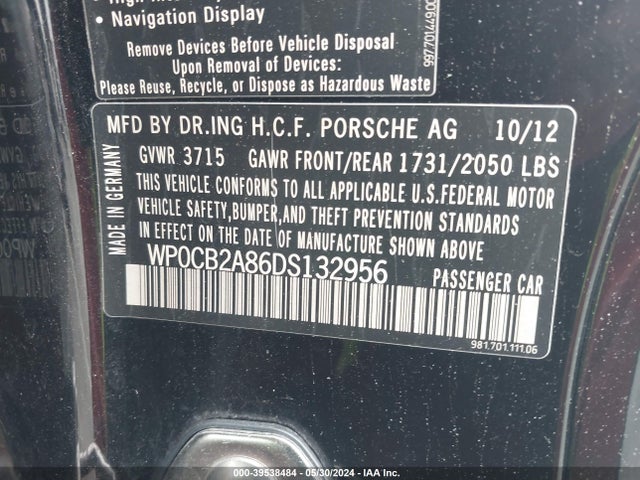 • Navigation Display
Remove Devices Before Vehicle Disposal
Upon Removal of Devices:
Please Reuse, Recycle, or Dispose as Hazardous Waste
MFD BY DR.ING H.C.F. PORSCHE AG 10/12
GVWR 3715 GAWR FRONT/REAR 1731/2050 LBS
THIS VEHICLE CONFORMS TO ALL APPLICABLE U.S.FEDERAL MOTOR
VEHICLE SAFETY,BUMPER,AND THEFT PREVENTION STANDARDS
IN EFFECT ON THE DATE OF MANUFACTURE SHOWN ABOVE.
WP0CB2A86DS132956 PASSENGER CAR
MADE IN GERMANY
981.701.111.06
000-39538484 - 05/30/2024 - IAA Inc.